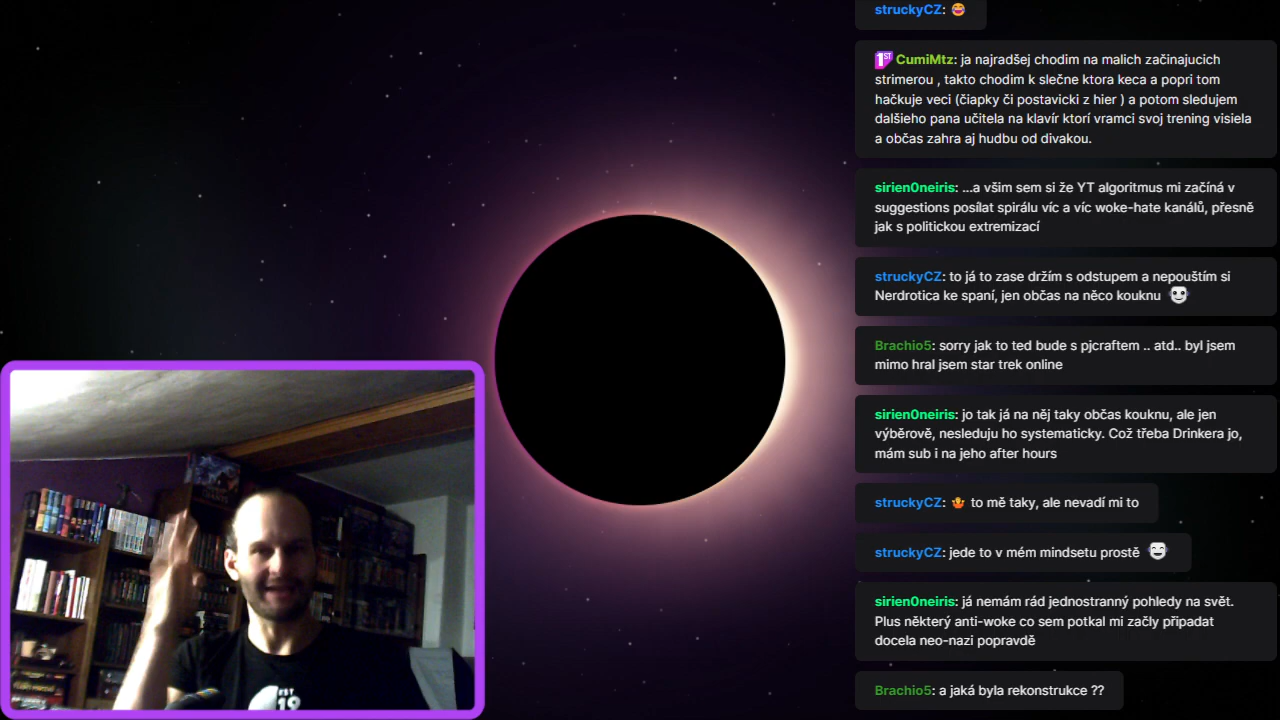 struckyCZ: 😂
1ST CumiMtz: ja najradšej chodim na malich začinajucich
strimerou , takto chodim k slečne ktora keca a popri tom
hačkuje veci (čiapky či postavicki z hier ) a potom sledujem
dalšieho pana učitela na klavír ktorí vramci svoj trening visiela
a občas zahra aj hudbu od divakou.
sirien0neiris: ...a všim sem si že YT algoritmus mi začíná v
suggestions posílat spirálu víc a víc woke-hate kanálů, přesně
jak s politickou extremizací
struckyCZ: to já to zase držím s odstupem a nepouštím si
Nerdrotica ke spaní, jen občas na něco kouknu
Brachio5: sorry jak to ted bude s pjcraftem .. atd.. byl jsem
mimo hral jsem star trek online
sirien0neiris: jo tak já na něj taky občas kouknu, ale jen
výběrově, nesleduju ho systematicky. Což třeba Drinkera jo,
mám sub i na jeho after hours
struckyCZ: 🤷 to mě taky, ale nevadí mi to
struckyCZ: jede to v mém mindsetu prostě
sirien0neiris: já nemám rád jednostranný pohledy na svět.
Plus některý anti-woke co sem potkal mi začly připadat
docela neo-nazi popravdě
Brachio5: a jaká byla rekonstrukce ??
EST
19